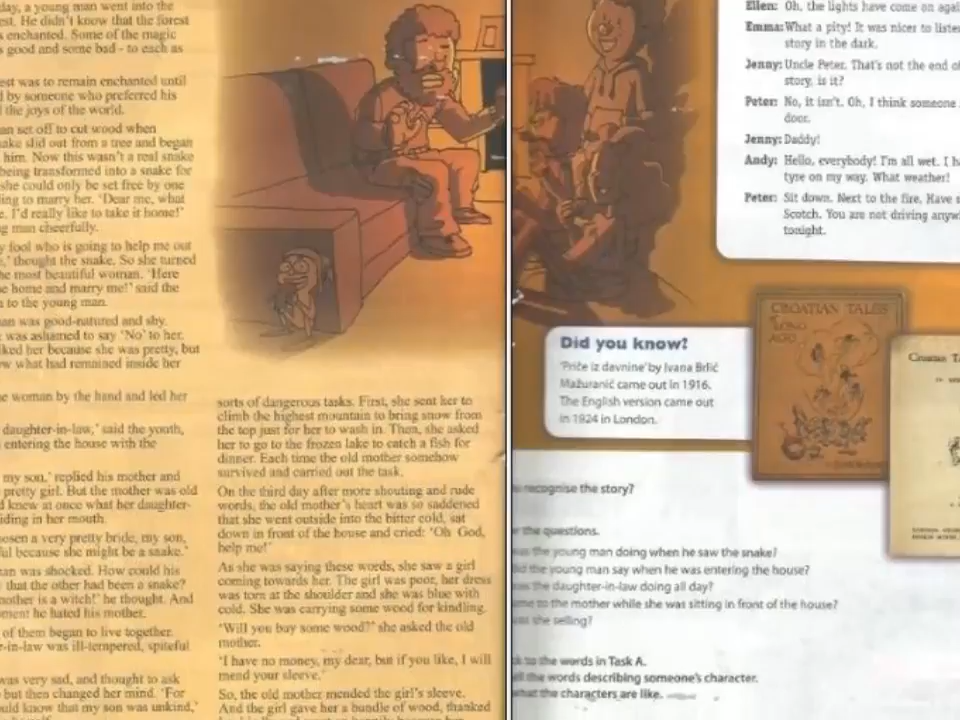 day, a young man went into the
est. He didn't know that the forest
enchanted. Some of the magic
good and some bad - to each as
est was to remain enchanted until
d by someone who preferred his
the joys of the world.
an set off to cut wood when
ake slid out from a tree and began
him. Now this wasn't a real snake
being transformed into a snake for
she could only be set free by one
ing to marry her. 'Dear me, what
e. I'd really like to take it home!'
g man cheerfully.
y fool who is going to help me out
e,' thought the snake. So she turned
he most beautiful woman. 'Here
e home and marry me!' said the
to the young man.
an was good-natured and shy.
was ashamed to say 'No' to her.
iked her because she was pretty, but
w what had remained inside her
e woman by the hand and led her
daughter-in-law,' said the youth,
entering the house with the
my son,' replied his mother and
pretty girl. But the mother was old
d knew at once what her daughter-
iding in her mouth.
osen a very pretty bride, my son,
ful because she might be a snake.'
an was shocked. How could his
that the other had been a snake?
nother is a witch!' he thought. And
ment he hated his mother.
of them began to live together.
r-in-law was ill-tempered, spiteful
was very sad, and thought to ask
but then changed her mind. 'For
ould know that my son was unkind,'
sorts of dangerous tasks. First, she sent her to
climb the highest mountain to bring snow from
the top just for her to wash in. Then, she asked
her to go to the frozen lake to catch a fish for
dinner. Each time the old mother somehow
survived and carried out the task.
On the third day after more shouting and rude
words, the old mother's heart was so saddened
that she went outside into the bitter cold, sat
down in front of the house and cried: 'Oh God,
help me!'
As she was saying these words, she saw a girl
coming towards her. The girl was poor, her dress
was torn at the shoulder and she was blue with
cold. She was carrying some wood for kindling.
'Will you buy some wood?' she asked the old
mother.
'I have no money, my dear, but if you like, I will
mend your sleeve.'
So, the old mother mended the girl's sleeve.
And the girl gave her a bundle of wood, thanked
Ellen: Oh, the lights have come on agai
Emma: What a pity! It was nicer to liste
story in the dark.
Jenny: Uncle Peter. That's not the end of
story, is it?
Peter: No, it isn't. Oh, I think someone
door.
Jenny: Daddy!
Andy: Hello, everybody! I'm all wet. I h
tyre on my way. What weather!
Peter: Sit down. Next to the fire. Have
Scotch. You are not driving anyw
tonight.
CROATIAN TALES
OF LONG
AGO
Croatian Ta
Did you know?
'Priče iz davnine' by Ivana Brlić
Mažuranić came out in 1916.
The English version came out
in 1924 in London.
recognise the story?
the questions.
the young man doing when he saw the snake?
did the young man say when he was entering the house?
the daughter-in-law doing all day?
to the mother while she was sitting in front of the house?
she selling?
to the words in Task A.
all the words describing someone's character.
what the characters are like.